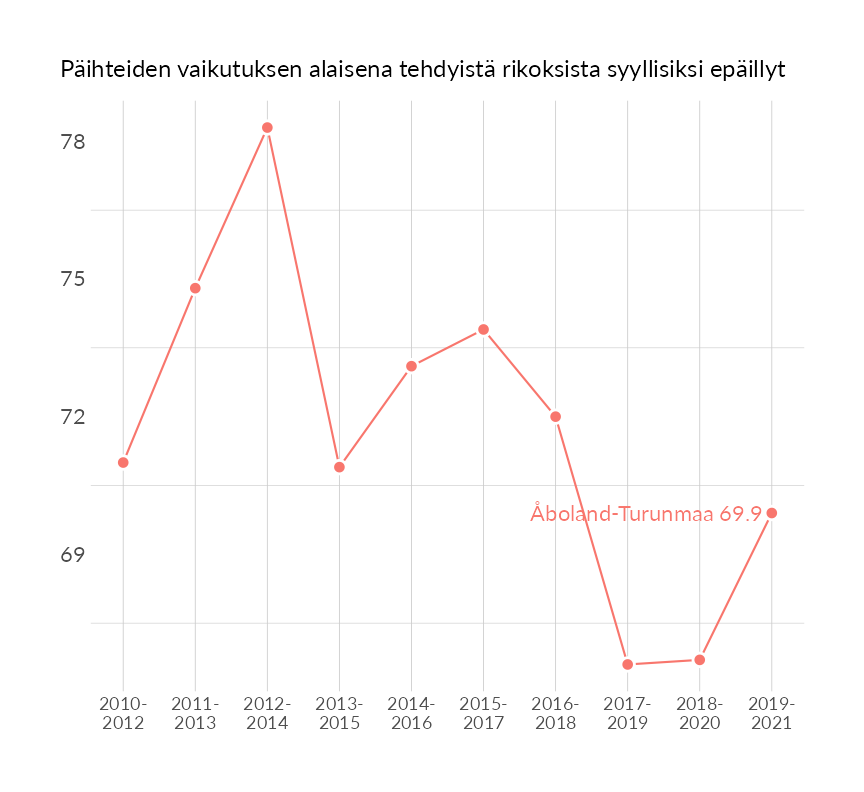 Päihteiden vaikutuksen alaisena tehdyistä rikoksista syyllisiksi epäillyt
78
75
72
Åboland-Turunmaa 69.9
69
2010- 2011- 2012- 2013- 2014- 2015- 2016- 2017- 2018- 2019-
2012 2013 2014 2015 2016 2017 2018 2019 2020 2021